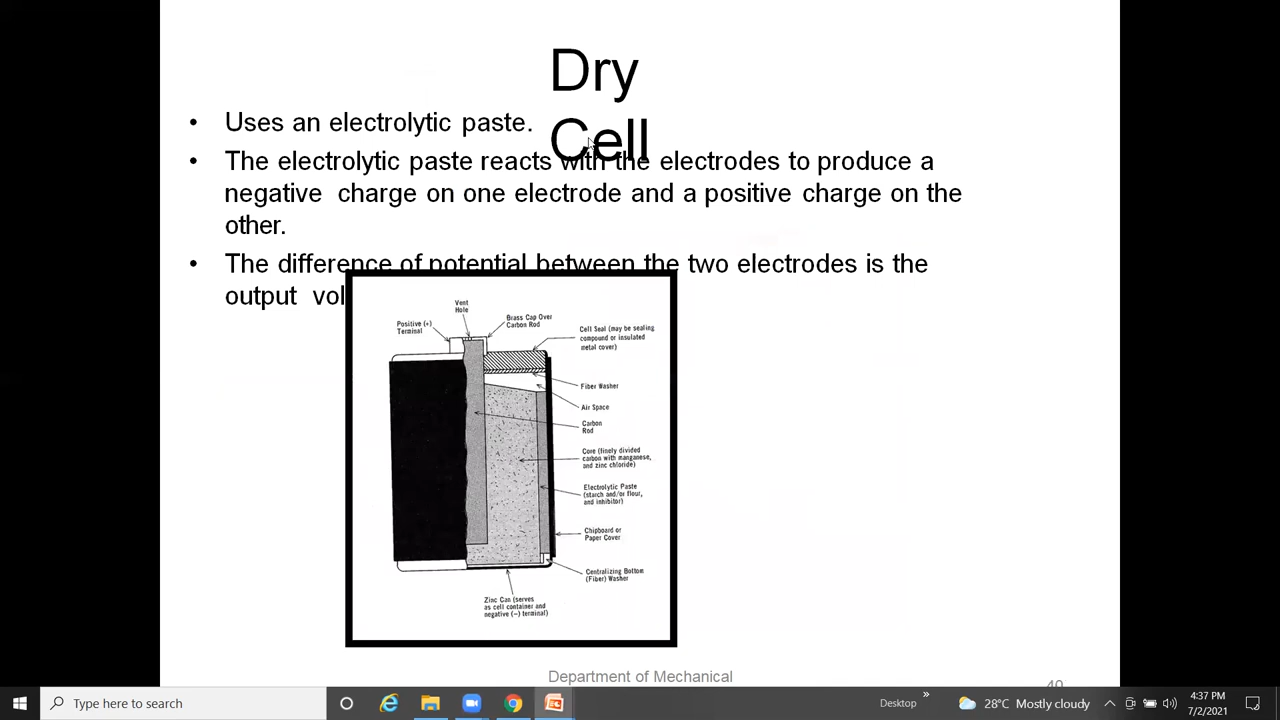 Dry
Cell
• Uses an electrolytic paste.
• The electrolytic paste reacts with the electrodes to produce a
negative charge on one electrode and a positive charge on the
other.
• The difference of potential between the two electrodes is the
output
Vent
Hole
Positive (+)
Terminal
Brass Cap Over
Carbon Rod
Cell Seal (may be sealing
compound or insulated
metal cover)
Fiber Washer
Air Space
Carbon
Rod
Core (finely divided
carbon with manganese,
and zinc chloride)
Electrolytic Paste
(starch and/or flour,
and inhibitor)
Chipboard or
Paper Cover
Centralizing Bottom
(Fiber) Washer
Zinc Can (serves
as cell container and
negative (−) terminal)
Department of Mechanical
Type here to search
Desktop
»
28°C Mostly cloudy
4:37 PM
7/2/2021